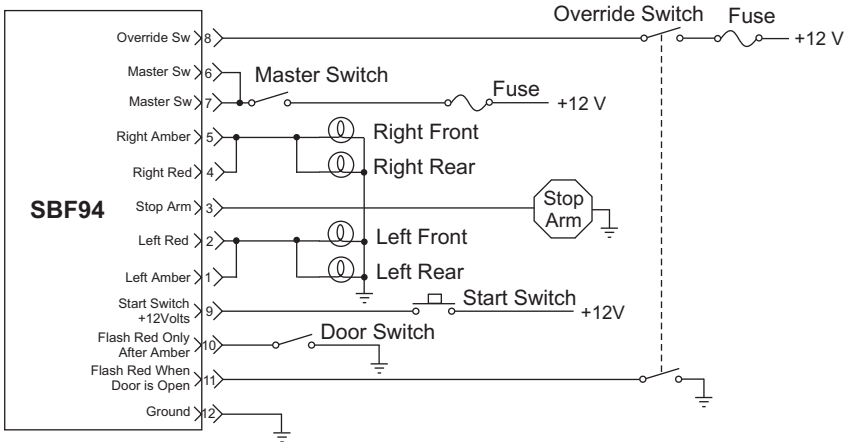 Override Switch
Fuse
Override Sw 8
+12 V
Master Sw 6
Master Switch
Master Sw 7
Fuse
+12 V
Right Amber 5
Right Front
Right Red 4
Right Rear
SBF94
Stop Arm 3
Stop
Arm
Left Red 2
Left Front
Left Amber 1
Left Rear
Start Switch
+12Volts
9
Start Switch
+12V
Flash Red Only
After Amber
10
Door Switch
Flash Red When
Door is Open
11
Ground 12